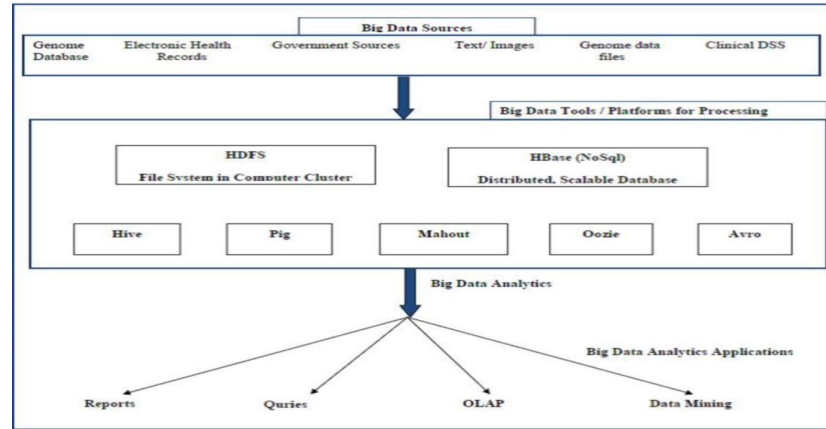 Big Data Sources
Genome Database
Electronic Health Records
Government Sources
Text/ Images
Genome data files
Clinical DSS
Big Data Tools / Platforms for Processing
HDFS
File System in Computer Cluster
HBase (NoSql)
Distributed, Scalable Database
Hive
Pig
Mahout
Oozie
Avro
Big Data Analytics
Big Data Analytics Applications
Reports
Quries
OLAP
Data Mining